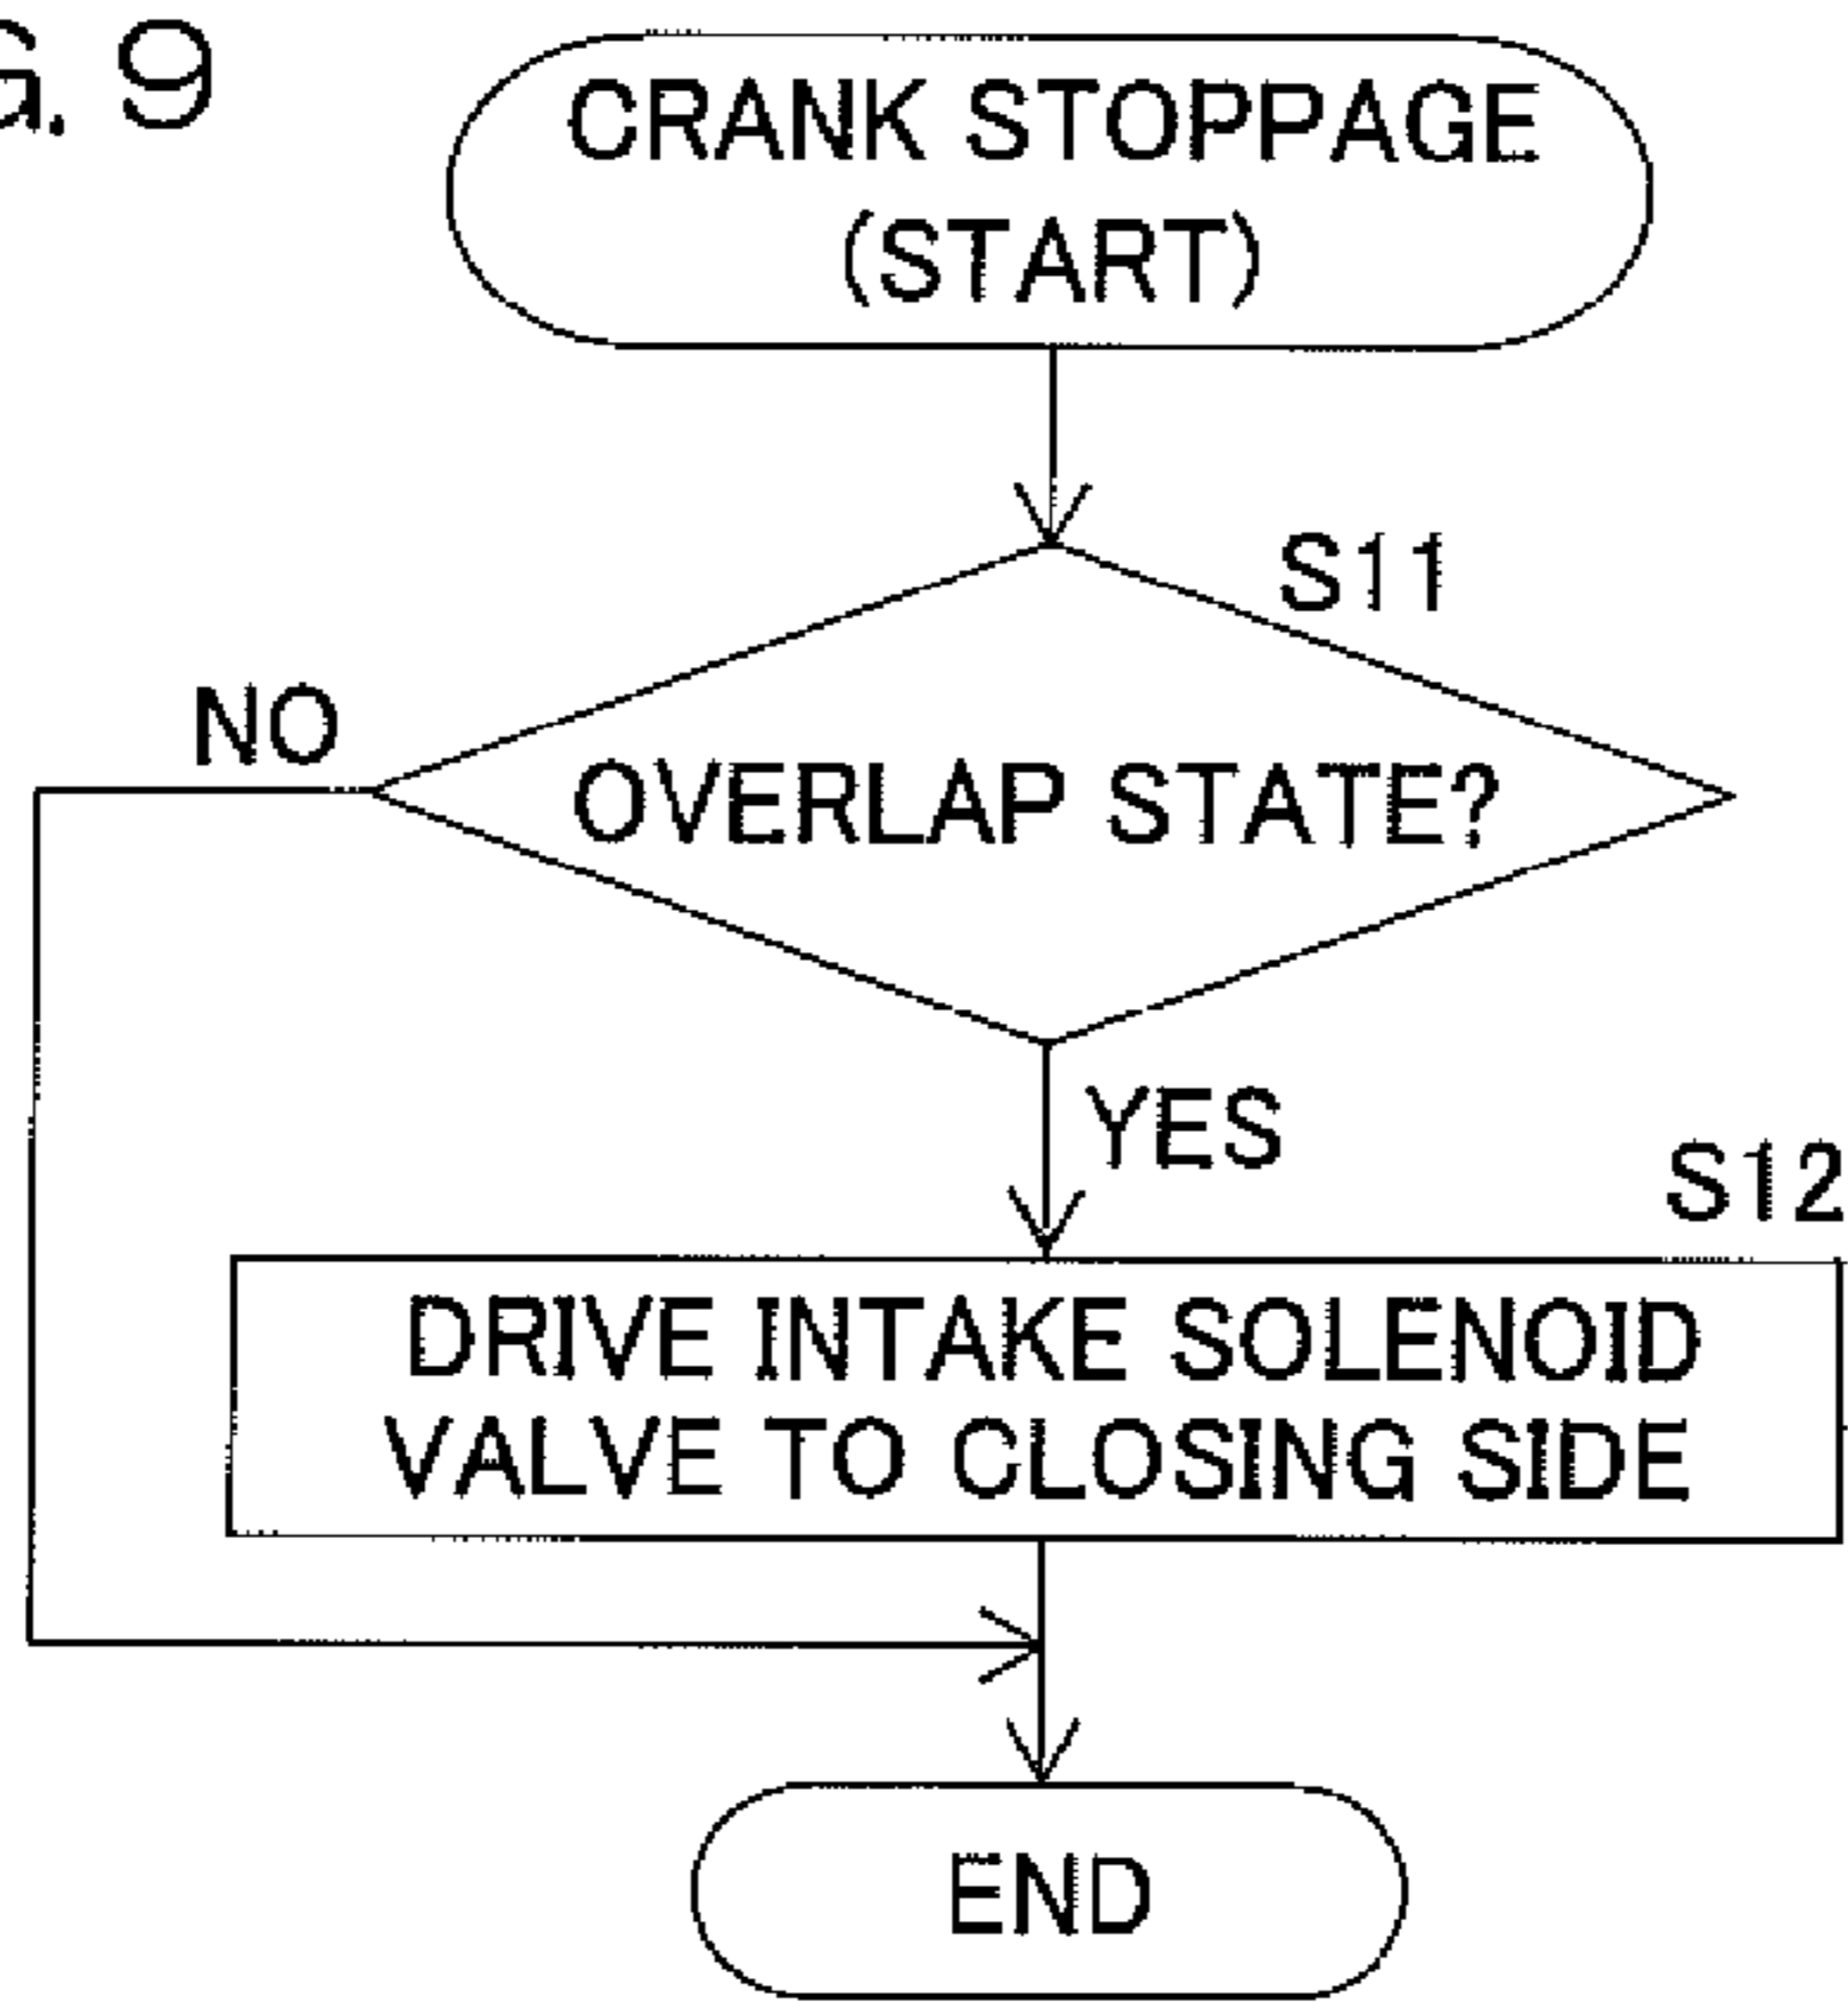 G. 9
CRANK STOPPAGE
(START)
S11
NO
OVERLAP STATE?
YES
S12
DRIVE INTAKE SOLENOID
VALVE TO CLOSING SIDE
END